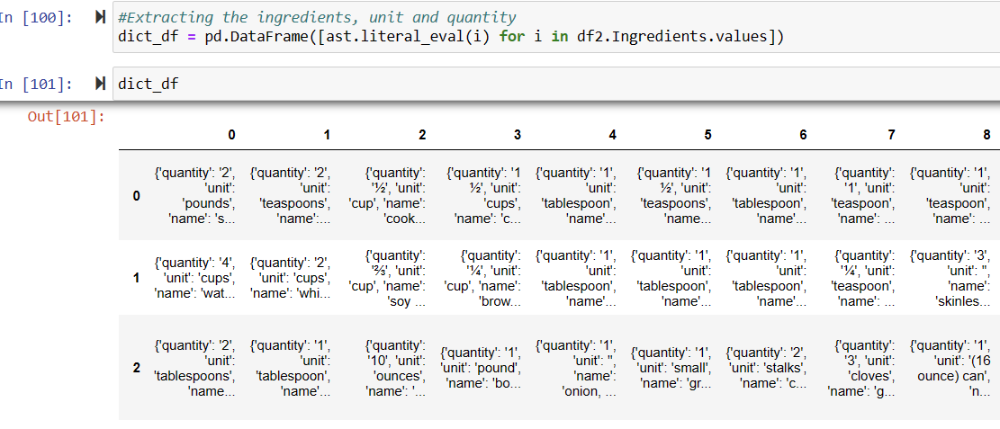 In [100]:
#Extracting the ingredients, unit and quantity
dict_df = pd.DataFrame([ast.literal_eval(i) for i in df2.Ingredients.values])
In [101]:
dict_df
Out[101]:
0 1 2 3 4 5 6 7 8
0
{'quantity': '2',
'unit':
'pounds',
'name': 's...
{'quantity': '2',
'unit':
'teaspoons',
'name':...
{'quantity':
'½', 'unit':
'cup', 'name':
'cook...
{'quantity': '1
½', 'unit':
'cups',
'name': 'c...
{'quantity': '1',
'unit':
'tablespoon',
'name'...
{'quantity': '1
½', 'unit':
'teaspoons',
'name...
{'quantity': '1',
'unit':
'tablespoon',
'name'...
{'quantity':
'1', 'unit':
'teaspoon',
'name': ...
{'quantity': '1',
'unit':
'teaspoon',
'name': ...
1
{'quantity': '4',
'unit': 'cups',
'name': 'wat...
{'quantity': '2',
'unit': 'cups',
'name': 'whi...
{'quantity':
'⅔', 'unit':
'cup', 'name':
'soy ...
{'quantity':
'¼', 'unit':
'cup', 'name':
'brow...
{'quantity': '1',
'unit':
'tablespoon',
'name'...
{'quantity': '1',
'unit':
'tablespoon',
'name'...
{'quantity': '1',
'unit':
'tablespoon',
'name'...
{'quantity':
'¼', 'unit':
'teaspoon',
'name': ...
{'quantity': '3',
'unit': '',
'name':
'skinles...
2
{'quantity': '2',
'unit':
'tablespoons',
'name...
{'quantity': '1',
'unit':
'tablespoon',
'name'...
{'quantity':
'10', 'unit':
'ounces',
'name': '...
{'quantity': '1',
'unit': 'pound',
'name': 'bo...
{'quantity': '1',
'unit': '',
'name':
'onion, ...
{'quantity': '1',
'unit': 'small',
'name': 'gr...
{'quantity': '2',
'unit': 'stalks',
'name': 'c...
{'quantity':
'3', 'unit':
'cloves',
'name': 'g...
{'quantity': '1',
'unit': '(16
ounce) can',
'n...